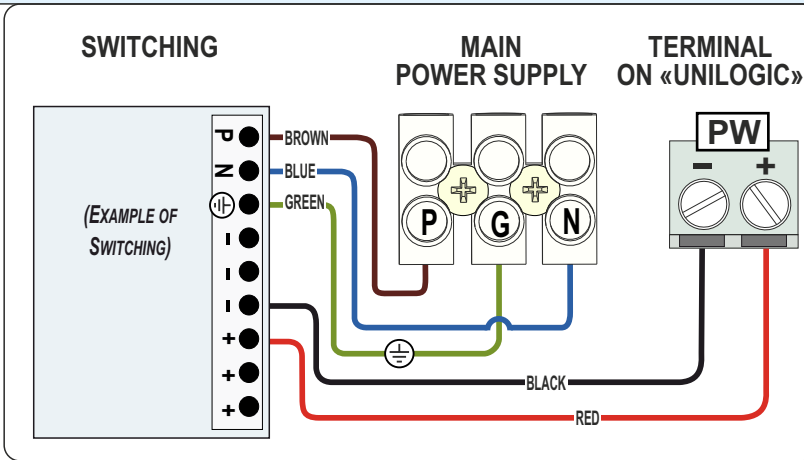 SWITCHING
MAIN
POWER SUPPLY
TERMINAL
ON «UNILOGIC»
(EXAMPLE OF
SWITCHING)
P
N
-
-
-
+
+
+
BROWN
BLUE
GREEN
P G N
PW
- +
BLACK
RED